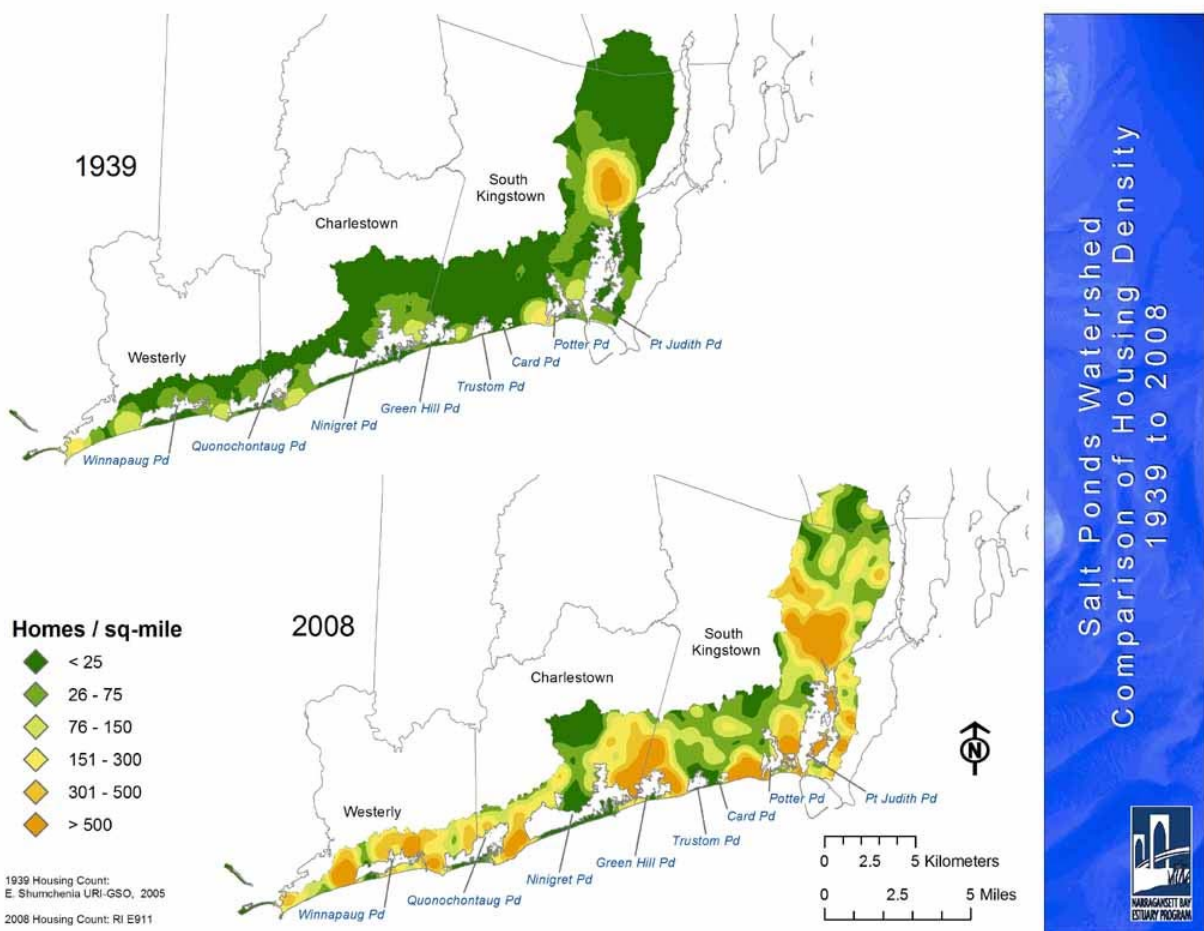 1939
South
Kingstown
Charlestown
Westerly
Potter Pd
Pt Judith Pd
Card Pd
Trustom Pd
Green Hill Pd
Ninigret Pd
Quonochontaug Pd
Winnapaug Pd
2008
South
Kingstown
Charlestown
Westerly
Potter Pd
Pt Judith Pd
Card Pd
Trustom Pd
Green Hill Pd
Ninigret Pd
Quonochontaug Pd
Winnapaug Pd
Homes / sq-mile
< 25
26 - 75
76 - 150
151 - 300
301 - 500
> 500
1939 Housing Count:
E. Shumchenia URI-GSO, 2005
2008 Housing Count: RI E911
N
0 2.5 5 Kilometers
0 2.5 5 Miles
Salt Ponds Watershed
Comparison of Housing Density
1939 to 2008
NARRAGANSETT BAY
ESTUARY PROGRAM